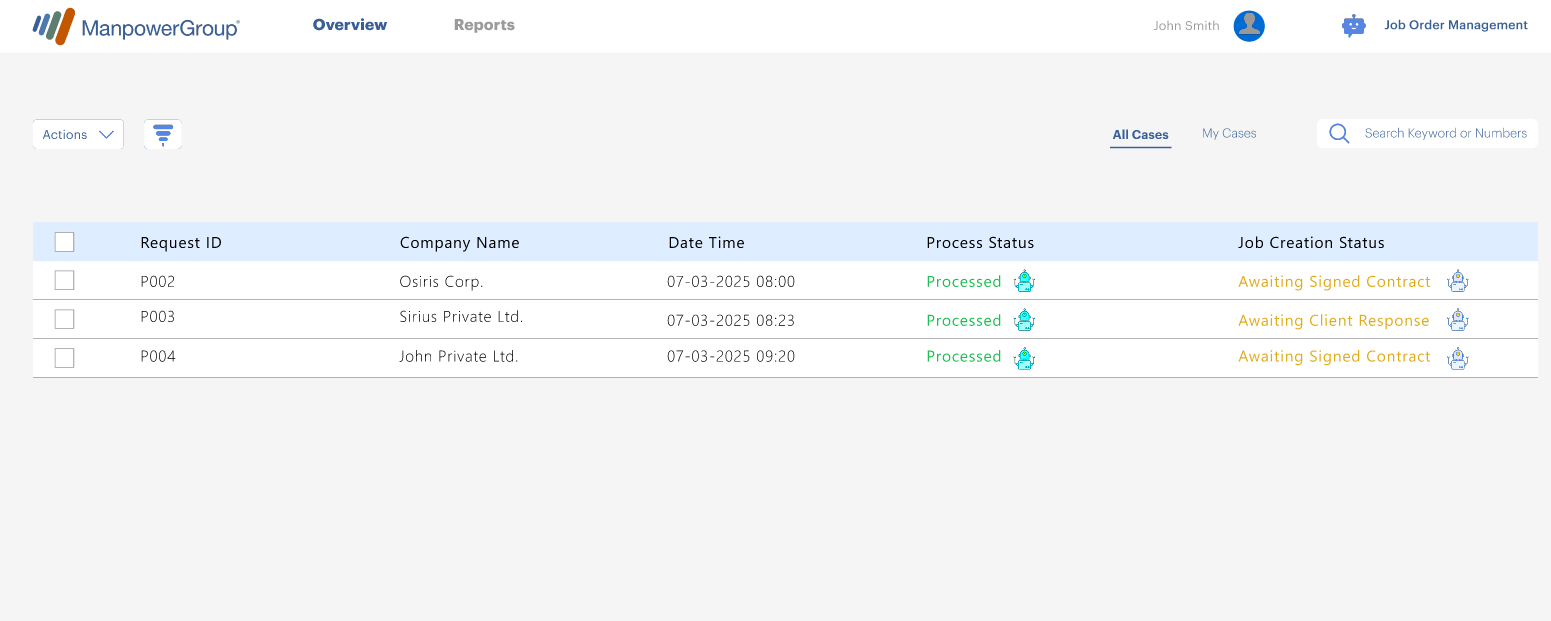 ManpowerGroup® Overview Reports John Smith Job Order Management
Actions All Cases My Cases Search Keyword or Numbers
Request ID Company Name Date Time Process Status Job Creation Status
P002 Osiris Corp. 07-03-2025 08:00 Processed Awaiting Signed Contract
P003 Sirius Private Ltd. 07-03-2025 08:23 Processed Awaiting Client Response
P004 John Private Ltd. 07-03-2025 09:20 Processed Awaiting Signed Contract